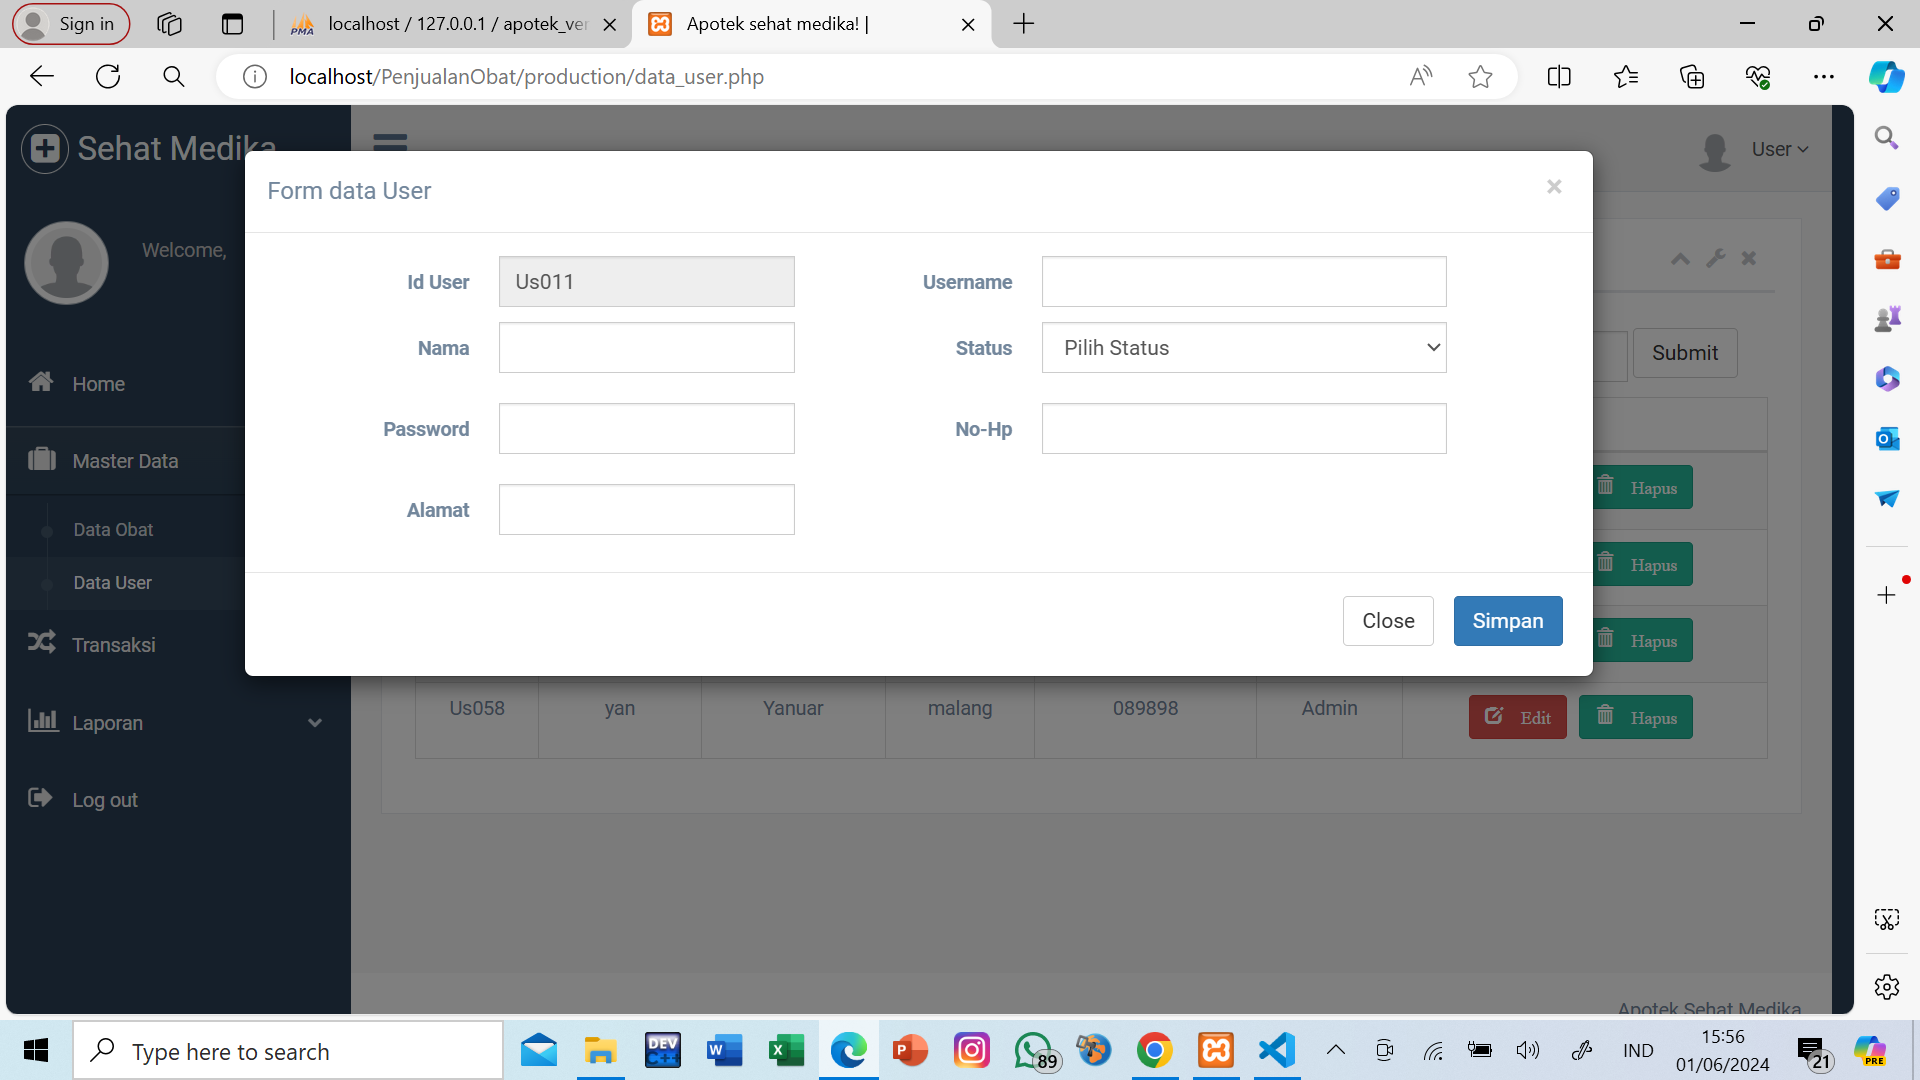 Sign in
localhost / 127.0.0.1 / apotek_ver
Apotek sehat medika! |
localhost/PenjualanObat/production/data_user.php
Sehat Medika
User
Form data User
×
Welcome,
Id User
Us011
Username
Nama
Status
Pilih Status
Submit
Home
Password
No-Hp
Master Data
Hapus
Alamat
Data Obat
Hapus
Data User
Close
Simpan
Transaksi
Hapus
Us058
yan
Yanuar
malang
089898
Admin
Edit
Hapus
Laporan
Log out
Apotek Sehat Medika
Type here to search
DEV C++
89
IND
15:56
01/06/2024
21
PRE